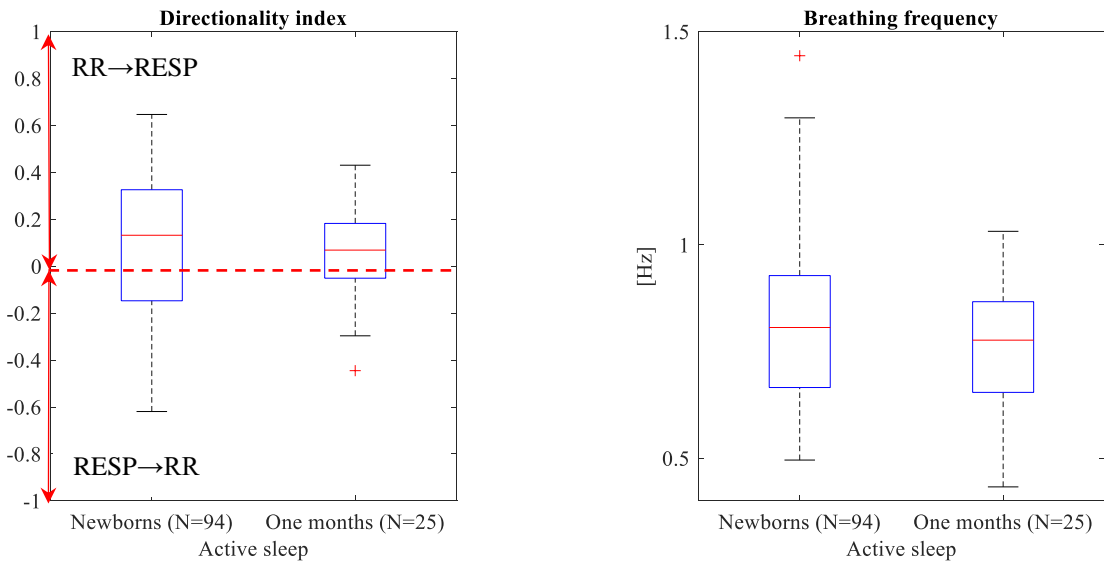 Directionality index
1
0.8
0.6
0.4
0.2
0
-0.2
-0.4
-0.6
-0.8
-1
RR→RESP
RESP→RR
Newborns (N=94)
One months (N=25)
Active sleep
Breathing frequency
[Hz]
1.5
1
0.5
Newborns (N=94)
One months (N=25)
Active sleep